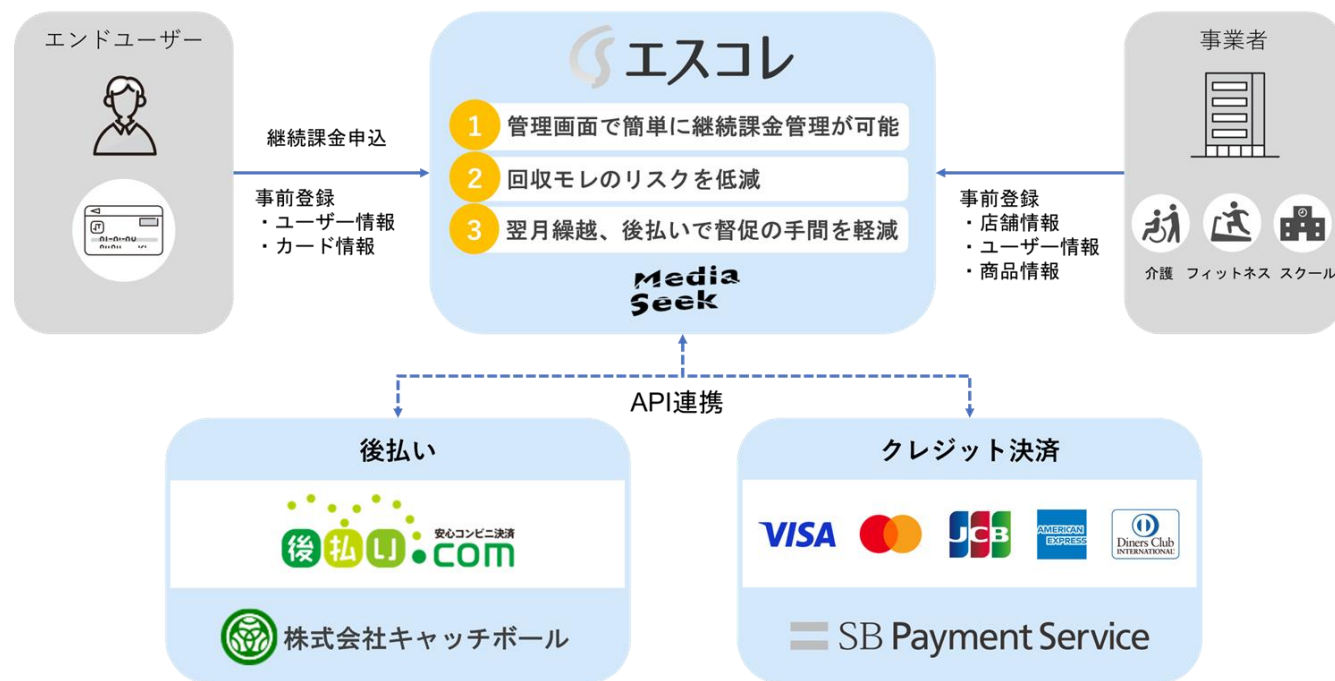 エンドユーザー
継続課金申込
事前登録
・ユーザー情報
・カード情報
エスコレ
1 管理画面で簡単に継続課金管理が可能
2 回収モレのリスクを低減
3 翌月繰越、後払いで督促の手間を軽減
Media
Seek
事業者
事前登録
・店舗情報
・ユーザー情報
・商品情報
介護 フィットネス スクール
API連携
後払い
安心コンビニ決済
後払い.com
株式会社キャッチボール
クレジット決済
VISA
JCB
AMERICAN
EXPRESS
Diners Club
INTERNATIONAL
SB Payment Service